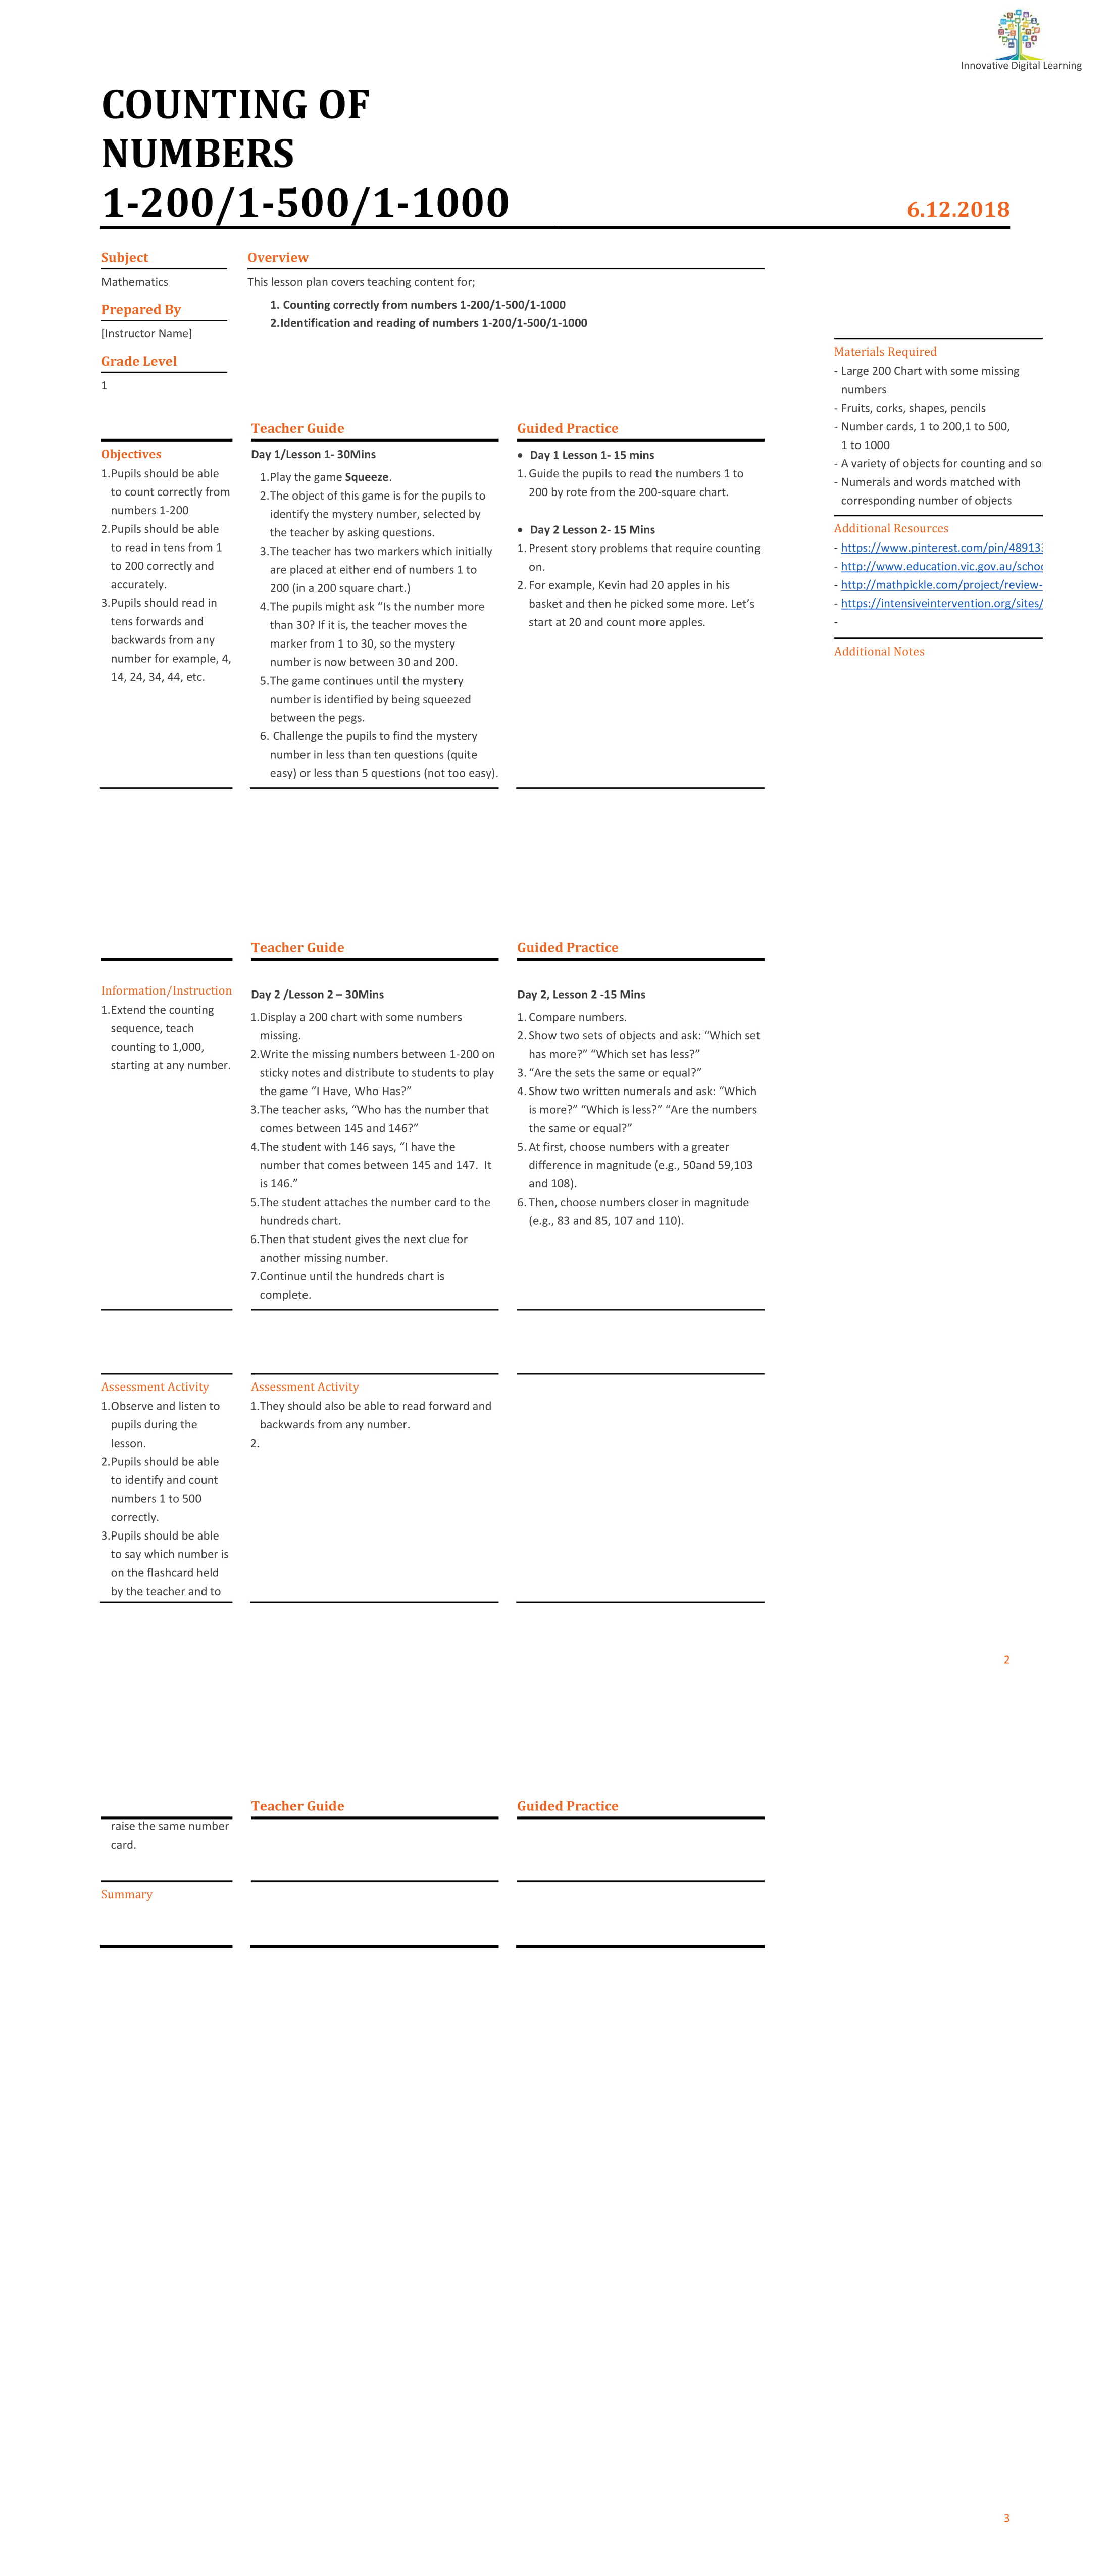 Innovative Digital Learning
COUNTING OF
NUMBERS
1-200/1-500/1-1000
6.12.2018
Subject
Mathematics
Prepared By
[Instructor Name]
Grade Level
1
Overview
This lesson plan covers teaching content for;
1. Counting correctly from numbers 1-200/1-500/1-1000
2.Identification and reading of numbers 1-200/1-500/1-1000
Objectives
1.Pupils should be able
to count correctly from
numbers 1-200
2.Pupils should be able
to read in tens from 1
to 200 correctly and
accurately.
3.Pupils should read in
tens forwards and
backwards from any
number for example, 4,
14, 24, 34, 44, etc.
Teacher Guide
Day 1/Lesson 1- 30Mins
1.Play the game Squeeze.
2.The object of this game is for the pupils to
identify the mystery number, selected by
the teacher by asking questions.
3.The teacher has two markers which initially
are placed at either end of numbers 1 to
200 (in a 200 square chart.)
4.The pupils might ask “Is the number more
than 30? If it is, the teacher moves the
marker from 1 to 30, so the mystery
number is now between 30 and 200.
5.The game continues until the mystery
number is identified by being squeezed
between the pegs.
6. Challenge the pupils to find the mystery
number in less than ten questions (quite
easy) or less than 5 questions (not too easy).
Guided Practice
• Day 1 Lesson 1- 15 mins
1. Guide the pupils to read the numbers 1 to
200 by rote from the 200-square chart.
• Day 2 Lesson 2- 15 Mins
1. Present story problems that require counting
on.
2. For example, Kevin had 20 apples in his
basket and then he picked some more. Let’s
start at 20 and count more apples.
Materials Required
- Large 200 Chart with some missing
numbers
- Fruits, corks, shapes, pencils
- Number cards, 1 to 200,1 to 500,
1 to 1000
- A variety of objects for counting and so
- Numerals and words matched with
corresponding number of objects
Additional Resources
- https://www.pinterest.com/pin/48913
- http://www.education.vic.gov.au/schoo
- http://mathpickle.com/project/review-
- https://intensiveintervention.org/sites/
-
Additional Notes
Information/Instruction
1.Extend the counting
sequence, teach
counting to 1,000,
starting at any number.
Teacher Guide
Day 2 /Lesson 2 – 30Mins
1.Display a 200 chart with some numbers
missing.
2.Write the missing numbers between 1-200 on
sticky notes and distribute to students to play
the game “I Have, Who Has?”
3.The teacher asks, “Who has the number that
comes between 145 and 146?”
4.The student with 146 says, “I have the
number that comes between 145 and 147.  It
is 146.”
5.The student attaches the number card to the
hundreds chart.
6.Then that student gives the next clue for
another missing number.
7.Continue until the hundreds chart is
complete.
Guided Practice
Day 2, Lesson 2 -15 Mins
1. Compare numbers.
2. Show two sets of objects and ask: “Which set
has more?” “Which set has less?”
3. “Are the sets the same or equal?”
4. Show two written numerals and ask: “Which
is more?” “Which is less?” “Are the numbers
the same or equal?”
5. At first, choose numbers with a greater
difference in magnitude (e.g., 50and 59,103
and 108).
6. Then, choose numbers closer in magnitude
(e.g., 83 and 85, 107 and 110).
Assessment Activity
1.Observe and listen to
pupils during the
lesson.
2.Pupils should be able
to identify and count
numbers 1 to 500
correctly.
3.Pupils should be able
to say which number is
on the flashcard held
by the teacher and to
Assessment Activity
1.They should also be able to read forward and
backwards from any number.
2.
2
Teacher Guide
Guided Practice
raise the same number
card.
Summary
3